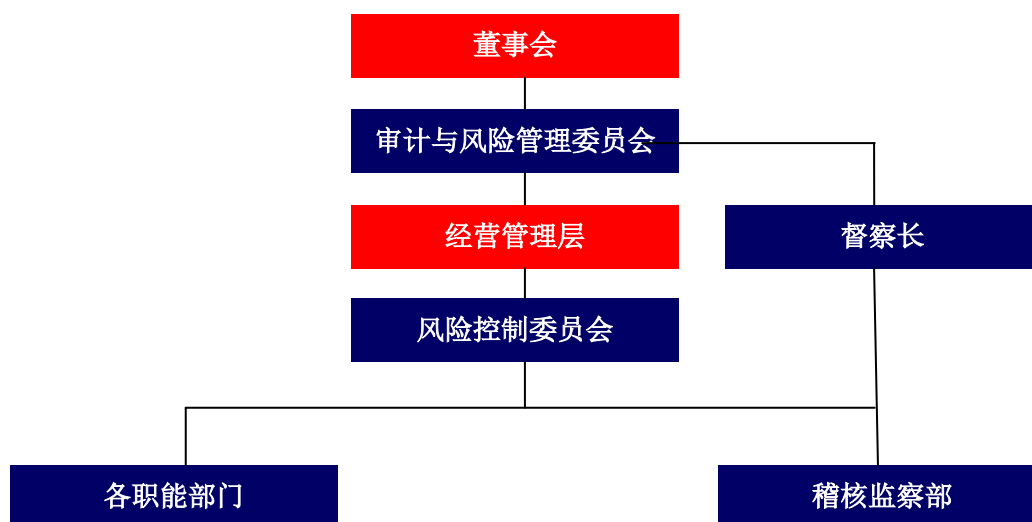 董事会
审计与风险管理委员会
经营管理层
督察长
风险控制委员会
各职能部门
稽核监察部